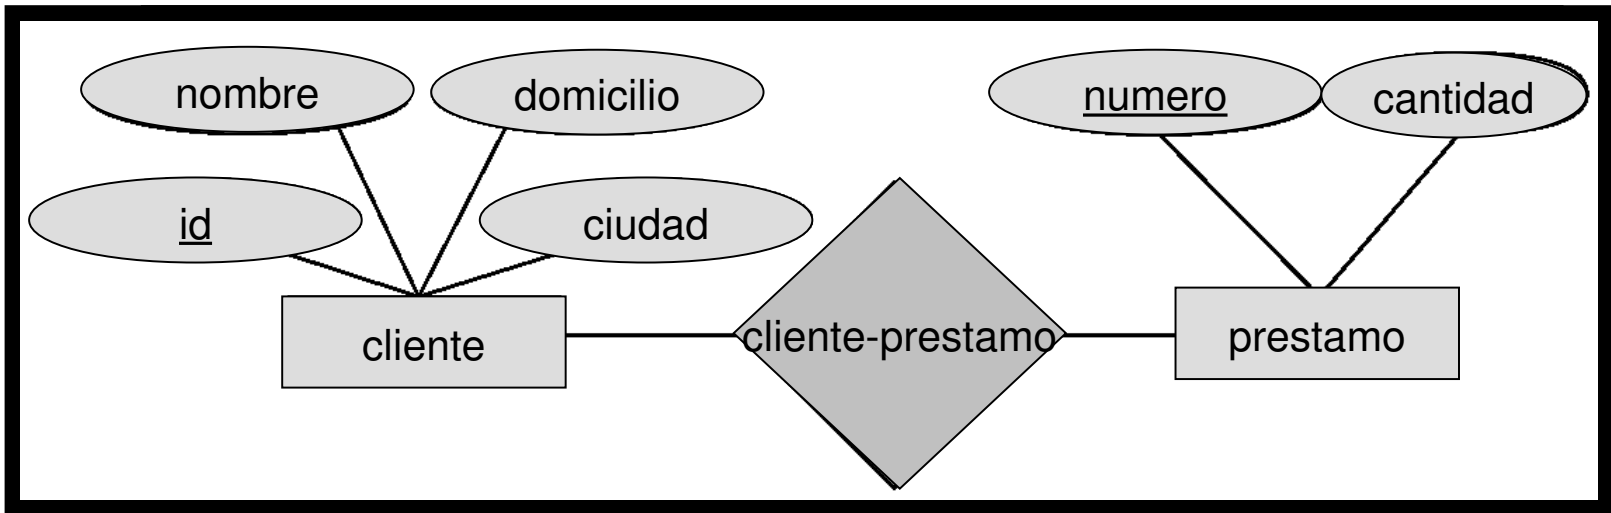 nombre
domicilio
numero
cantidad
id
ciudad
cliente
cliente-prestamo
prestamo